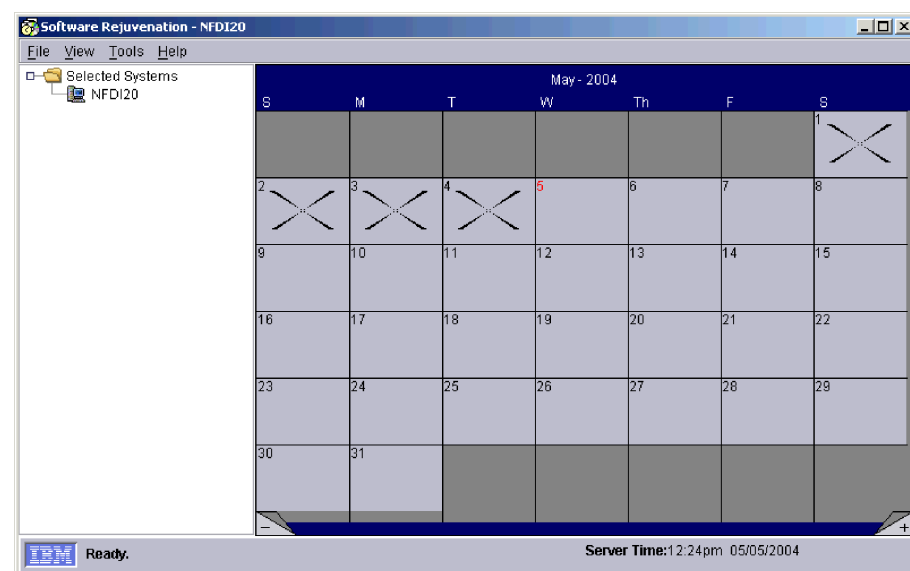 Software Rejuvenation - NFDI20
File View Tools Help
Selected Systems
NFDI20
May - 2004
S M T W Th F S
1
2 3 4 5 6 7 8
9 10 11 12 13 14 15
16 17 18 19 20 21 22
23 24 25 26 27 28 29
30 31
- +
IBM Ready. Server Time:12:24pm 05/05/2004